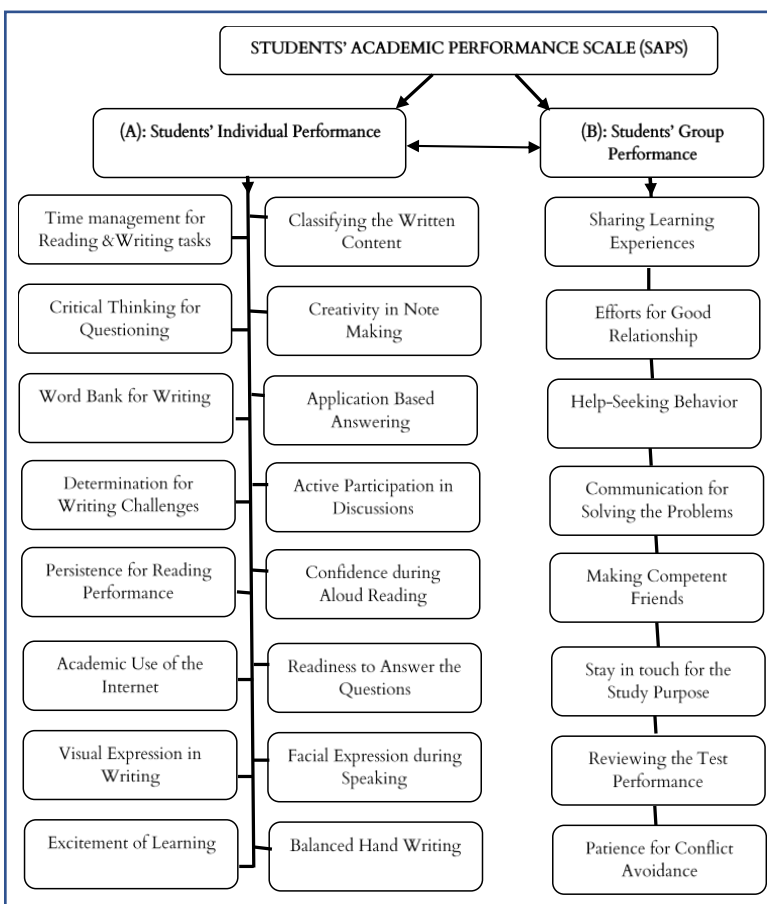 STUDENTS' ACADEMIC PERFORMANCE SCALE (SAPS)
(A): Students' Individual Performance
(B): Students' Group
Performance
Time management for
Reading &Writing tasks
Classifying the Written
Content
Sharing Learning
Experiences
Critical Thinking for
Questioning
Creativity in Note
Making
Efforts for Good
Relationship
Word Bank for Writing
Application Based
Answering
Help-Seeking Behavior
Determination for
Writing Challenges
Active Participation in
Discussions
Communication for
Solving the Problems
Persistence for Reading
Performance
Confidence during
Aloud Reading
Making Competent
Friends
Academic Use of the
Internet
Readiness to Answer the
Questions
Stay in touch for the
Study Purpose
Visual Expression in
Writing
Facial Expression during
Speaking
Reviewing the Test
Performance
Excitement of Learning
Balanced Hand Writing
Patience for Conflict
Avoidance